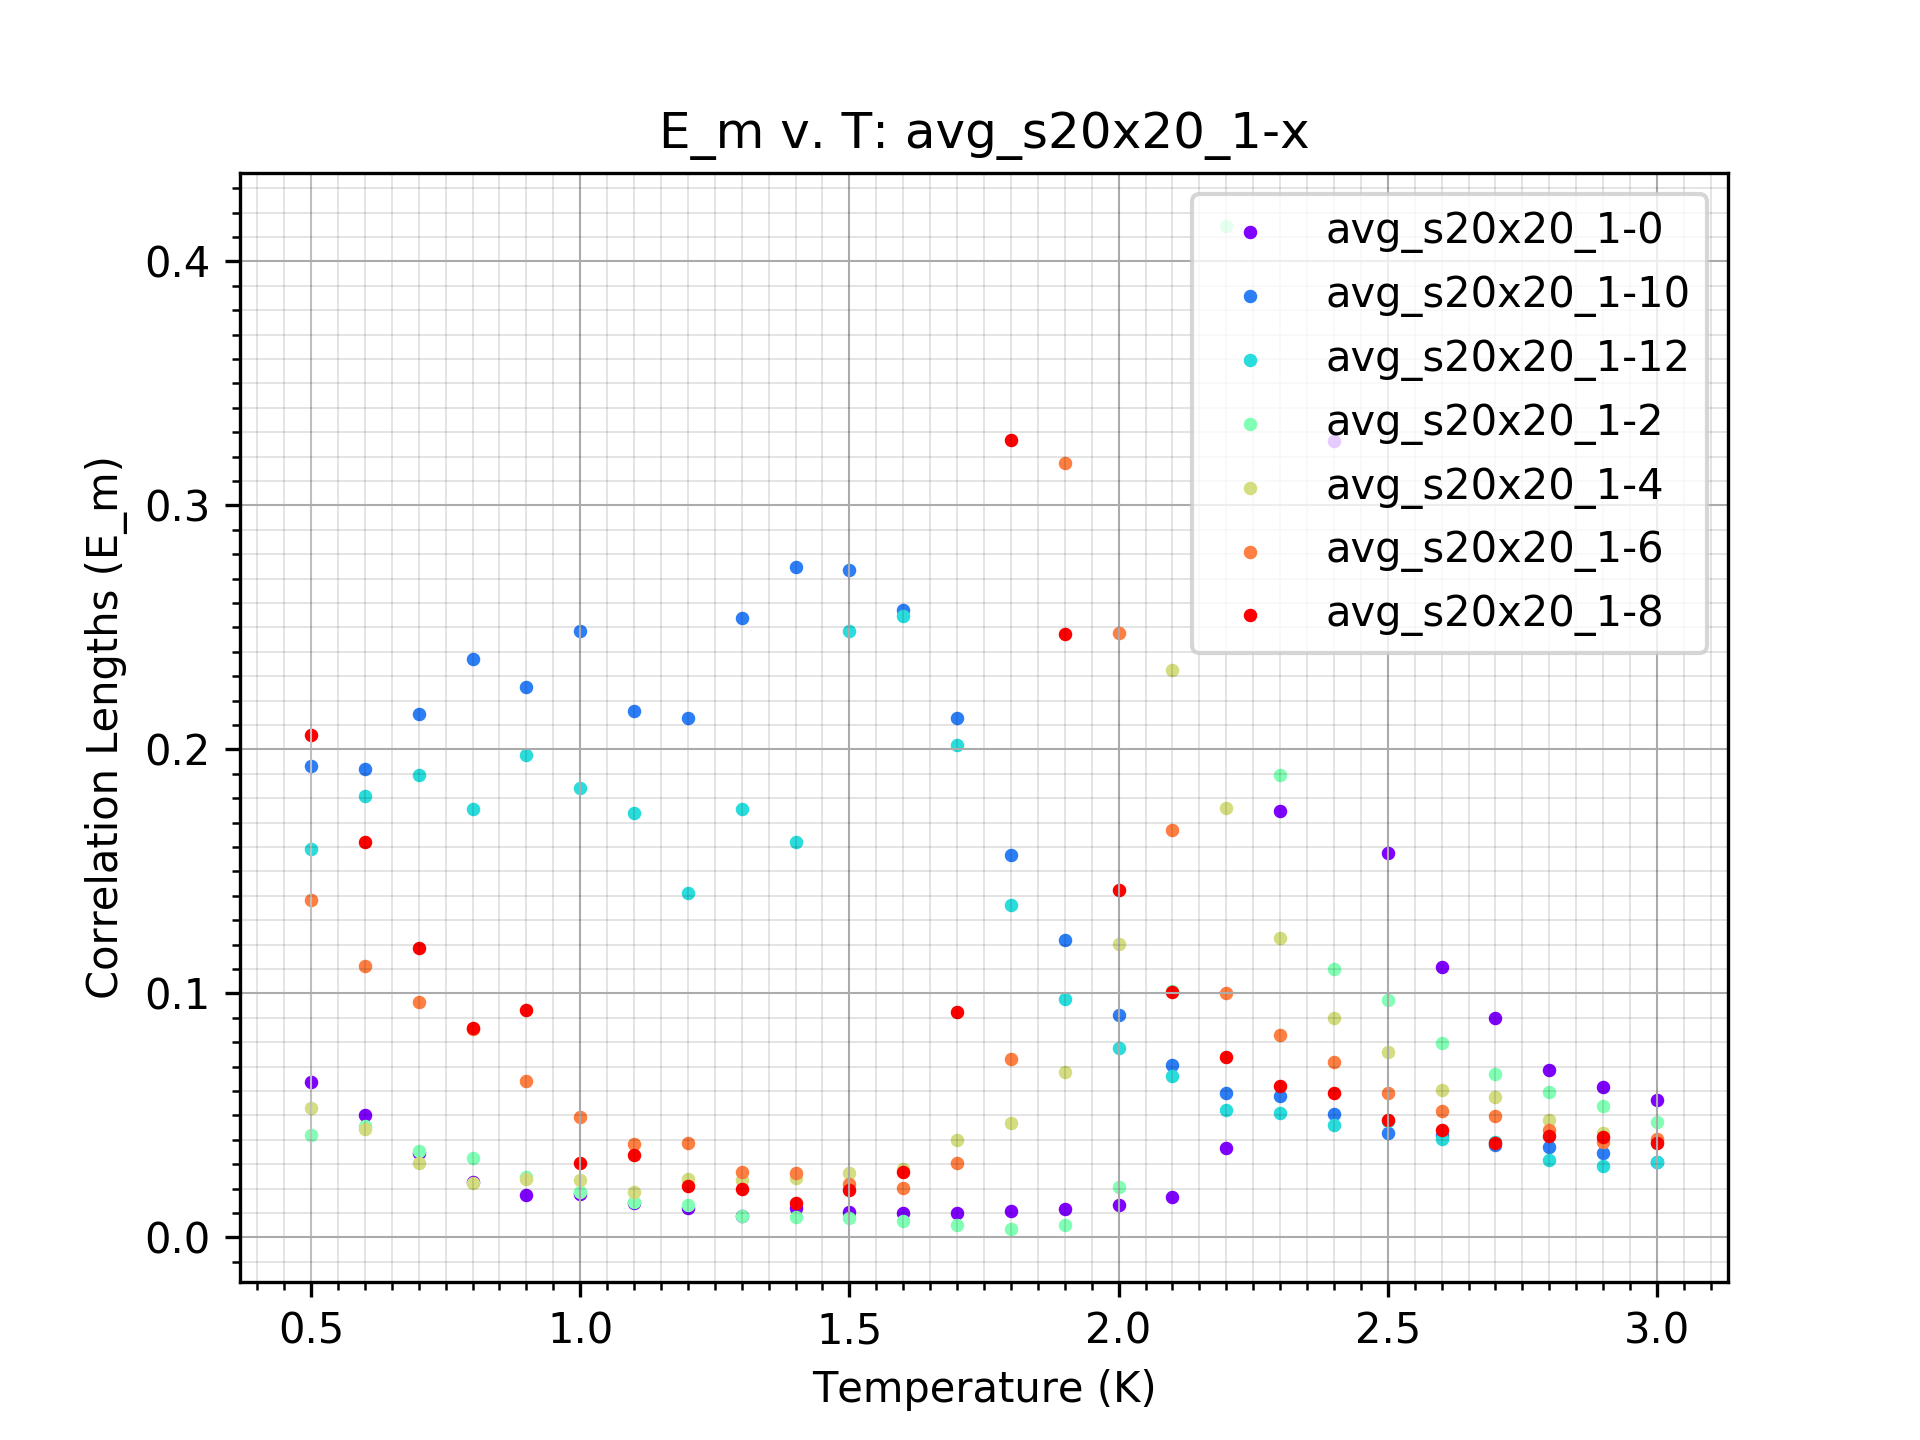 E_m v. T: avg_s20x20_1-x
avg_s20x20_1-0
avg_s20x20_1-10
avg_s20x20_1-12
avg_s20x20_1-2
avg_s20x20_1-4
avg_s20x20_1-6
avg_s20x20_1-8
Correlation Lengths (E_m)
0.4
0.3
0.2
0.1
0.0
0.5 1.0 1.5 2.0 2.5 3.0
Temperature (K)